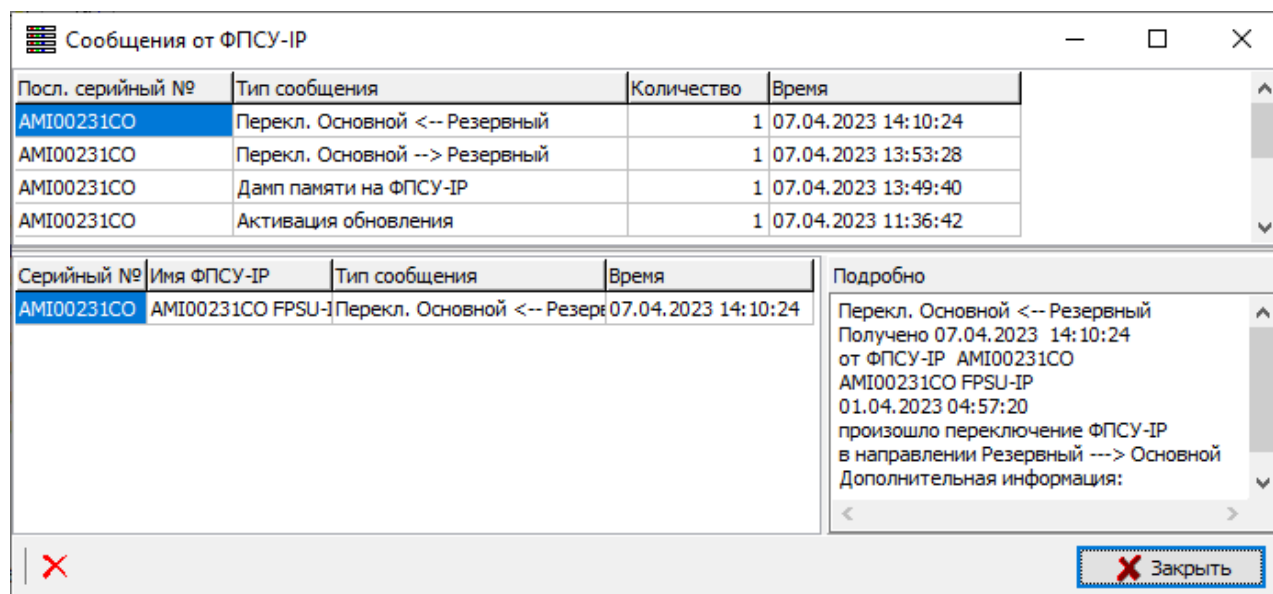 Сообщения от ФПСУ-IP
Посл. серийный № Тип сообщения Количество Время
AMI00231CO Перекл. Основной <-- Резервный 1 07.04.2023 14:10:24
AMI00231CO Перекл. Основной --> Резервный 1 07.04.2023 13:53:28
AMI00231CO Дамп памяти на ФПСУ-IP 1 07.04.2023 13:49:40
AMI00231CO Активация обновления 1 07.04.2023 11:36:42
Серийный № Имя ФПСУ-IP Тип сообщения Время
AMI00231CO AMI00231CO FPSU-I Перекл. Основной <-- Резерв 07.04.2023 14:10:24
Подробно
Перекл. Основной <-- Резервный
Получено 07.04.2023 14:10:24
от ФПСУ-IP AMI00231CO
AMI00231CO FPSU-IP
01.04.2023 04:57:20
произошло переключение ФПСУ-IP
в направлении Резервный ---> Основной
Дополнительная информация:
Закрыть